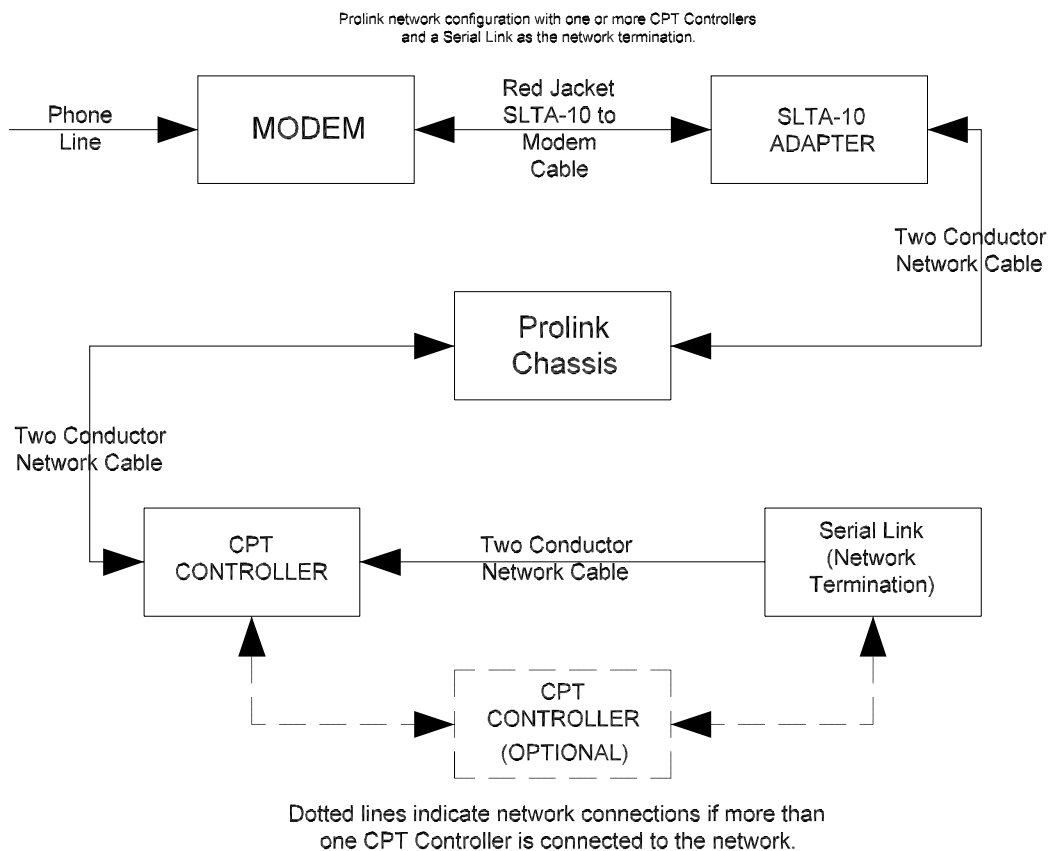 Prolink network configuration with one or more CPT Controllers
and a Serial Link as the network termination.
Phone
Line
MODEM
Red Jacket
SLTA-10 to
Modem
Cable
SLTA-10
ADAPTER
Two Conductor
Network Cable
Prolink
Chassis
Two Conductor
Network Cable
CPT
CONTROLLER
Two Conductor
Network Cable
Serial Link
(Network
Termination)
CPT
CONTROLLER
(OPTIONAL)
Dotted lines indicate network connections if more than
one CPT Controller is connected to the network.